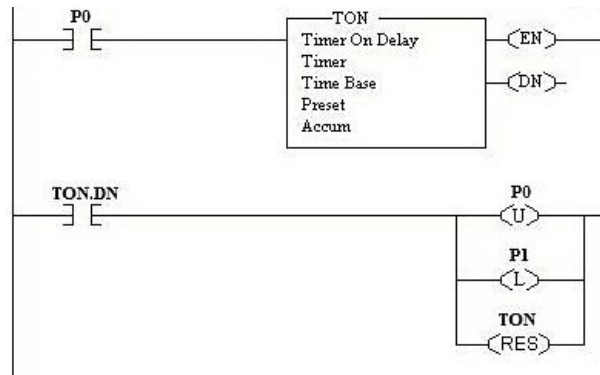 P0
TON
Timer On Delay
EN
Timer
Time Base
DN
Preset
Accum
TON.DN
P0
U
P1
L
TON
RES